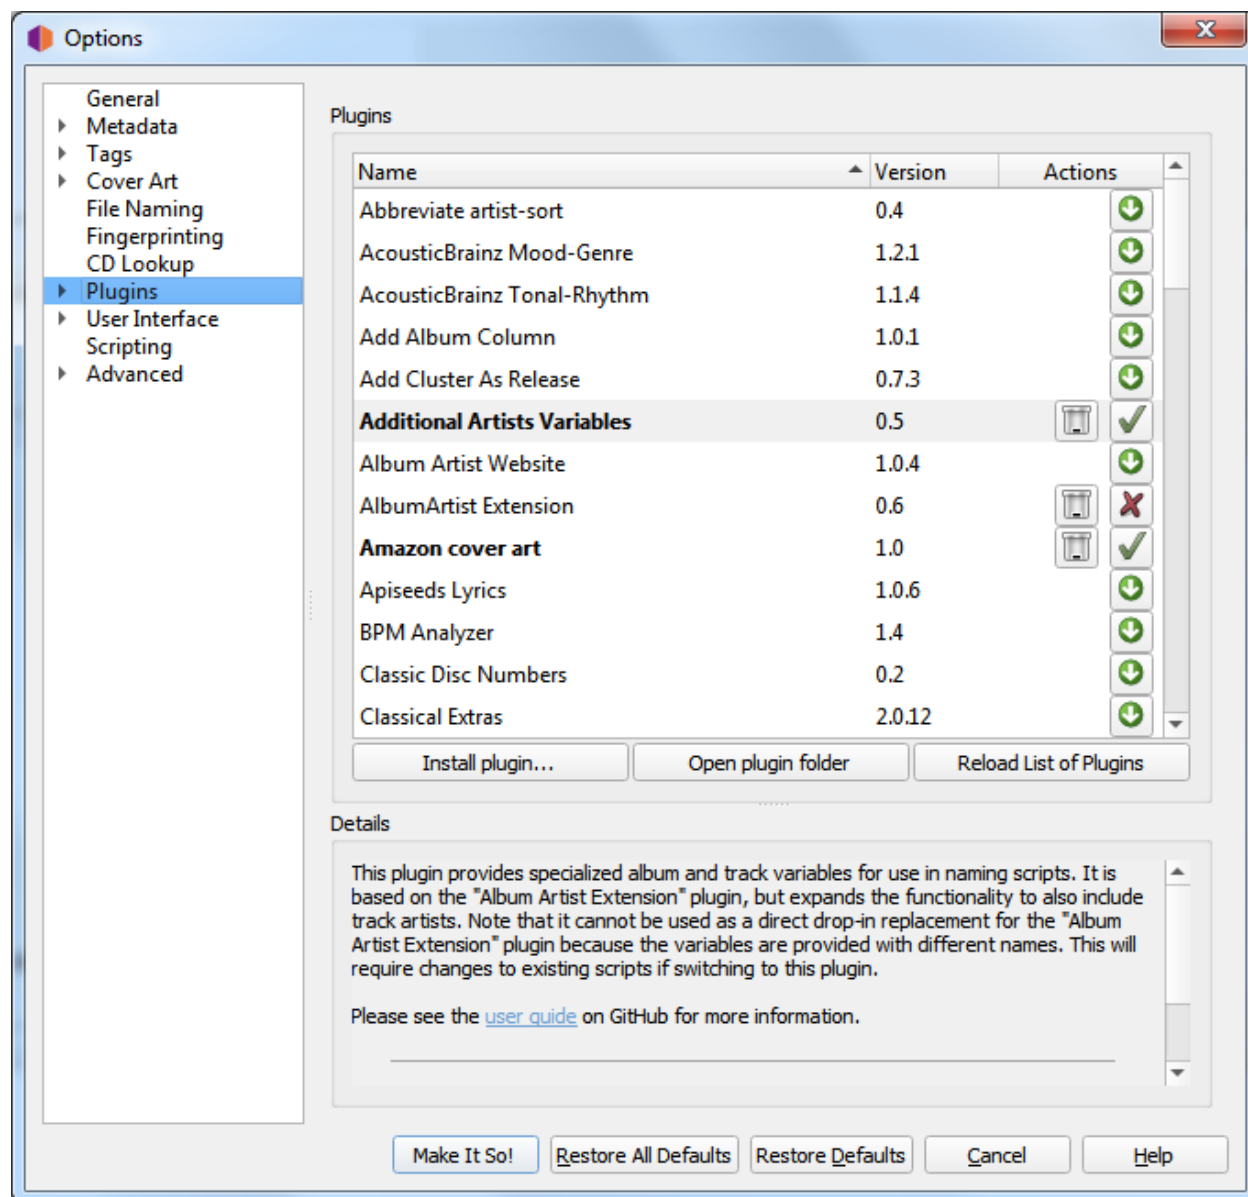 Options
General
Metadata
Tags
Cover Art
File Naming
Fingerprinting
CD Lookup
Plugins
User Interface
Scripting
Advanced
Plugins
Name Version Actions
Abbreviate artist-sort 0.4
AcousticBrainz Mood-Genre 1.2.1
AcousticBrainz Tonal-Rhythm 1.1.4
Add Album Column 1.0.1
Add Cluster As Release 0.7.3
Additional Artists Variables 0.5
Album Artist Website 1.0.4
AlbumArtist Extension 0.6
Amazon cover art 1.0
Apiseeds Lyrics 1.0.6
BPM Analyzer 1.4
Classic Disc Numbers 0.2
Classical Extras 2.0.12
Install plugin... Open plugin folder Reload List of Plugins
Details
This plugin provides specialized album and track variables for use in naming scripts. It is
based on the "Album Artist Extension" plugin, but expands the functionality to also include
track artists. Note that it cannot be used as a direct drop-in replacement for the "Album
Artist Extension" plugin because the variables are provided with different names. This will
require changes to existing scripts if switching to this plugin.
Please see the user guide on GitHub for more information.
Make It So! Restore All Defaults Restore Defaults Cancel Help